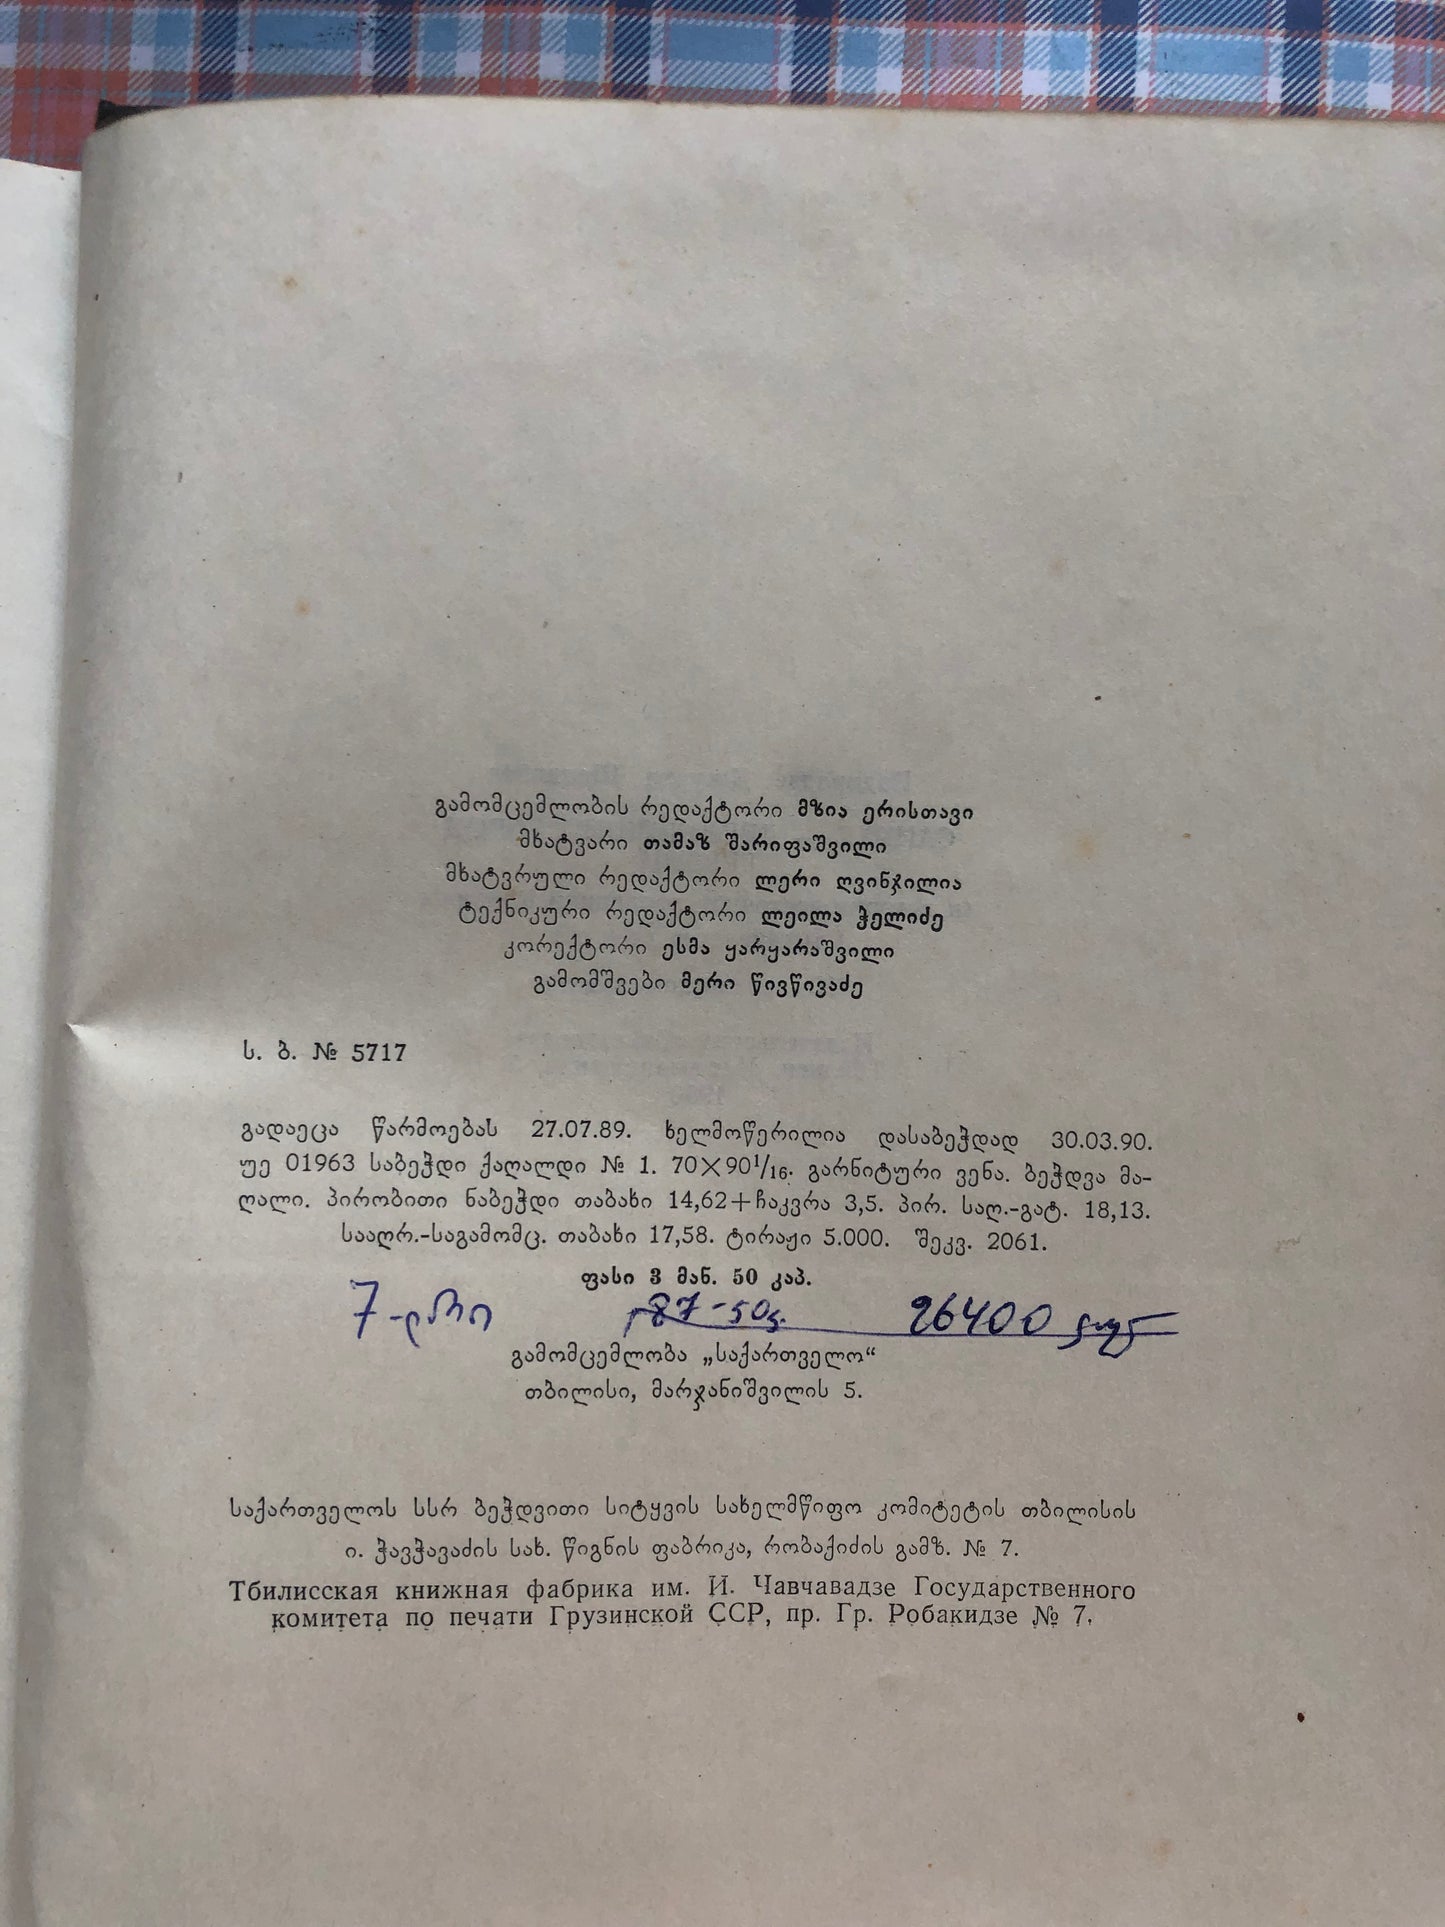 გამომცემლობის რედაქტორი მზია ერისთავი
მხატვარი თამაზ შარიფაშვილი
მხატვრული რედაქტორი ლერი ღვინჯილია
ტექნიკური რედაქტორი ლეილა ჭელიძე
კორექტორი ესმა ყარყარაშვილი
გამომშვები მერი წივწივაძე
ს. ბ. № 5717
გადაეცა წარმოებას 27.07.89. ხელმოწერილია დასაბეჭდად 30.03.90.
უე 01963 საბეჭდი ქაღალდი № 1. 70×90¹/₁₆. გარნიტური ვენა. ბეჭდვა მა-
ღალი. პირობითი ნაბეჭდი თაბახი 14,62+ჩაკვრა 3,5. პირ. საღ.-გატ. 18,13.
სააღრ.-საგამომც. თაბახი 17,58. ტირაჟი 5.000. შეკვ. 2061.
ფასი 3 მან. 50 კაპ.
26400
გამომცემლობა „საქართველო“
თბილისი, მარჯანიშვილის 5.
საქართველოს სსრ ბეჭდვითი სიტყვის სახელმწიფო კომიტეტის თბილისის
ი. ჭავჭავაძის სახ. წიგნის ფაბრიკა, რობაქიძის გამზ. № 7.
Тбилисская книжная фабрика им. И. Чавчавадзе Государственного
комитета по печати Грузинской ССР, пр. Гр. Робакидзе № 7.